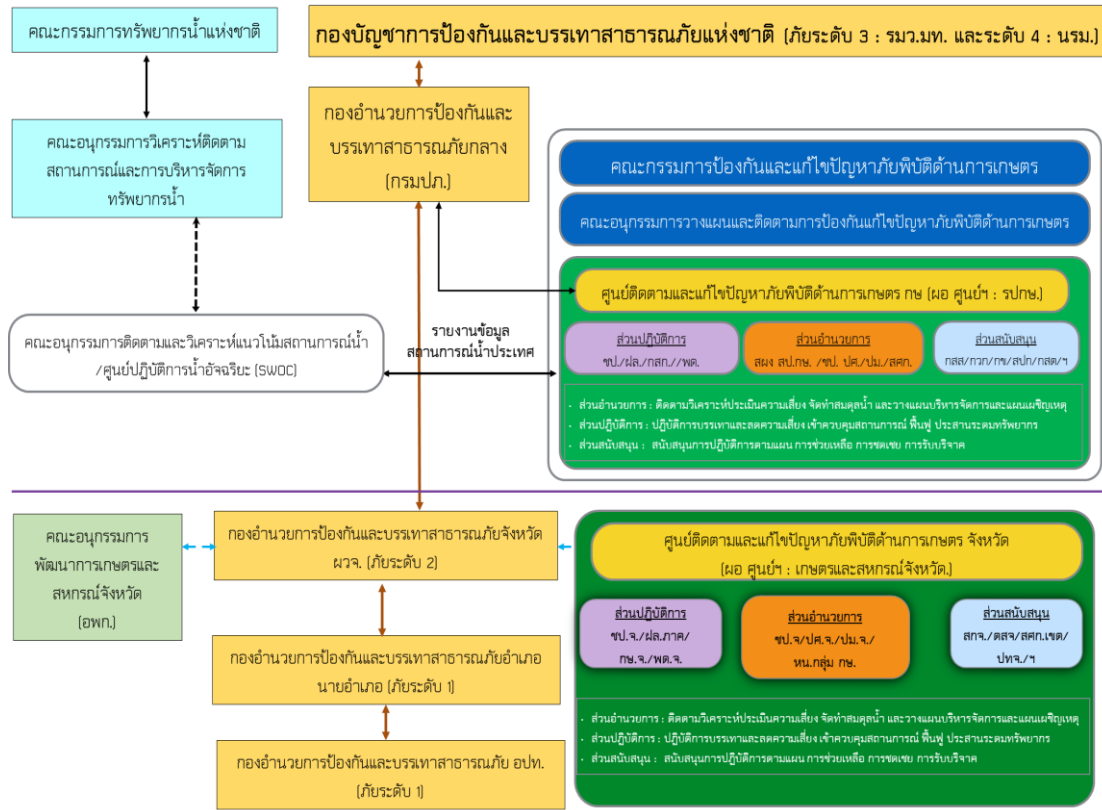 คณะกรรมการทรัพยากรน้ำแห่งชาติ
กองบัญชาการป้องกันและบรรเทาสาธารณภัยแห่งชาติ (ภัยระดับ 3 : รมว.มท. และระดับ 4 : นรม.)
กองอำนวยการป้องกันและ
บรรเทาสาธารณภัยกลาง
(กรมปภ.)
คณะอนุกรรมการวิเคราะห์ติดตาม
สถานการณ์และการบริหารจัดการ
ทรัพยากรน้ำ
คณะกรรมการป้องกันและแก้ไขปัญหาภัยพิบัติด้านการเกษตร
คณะอนุกรรมการวางแผนและติดตามการป้องกันแก้ไขปัญหาภัยพิบัติด้านการเกษตร
ศูนย์ติดตามและแก้ไขปัญหาภัยพิบัติด้านการเกษตร กษ (ผอ ศูนย์ฯ : รปกษ.)
คณะอนุกรรมการติดตามและวิเคราะห์แนวโน้มสถานการณ์น้ำ
/ศูนย์ปฏิบัติการน้ำอัจฉริยะ (SWOC)
รายงานข้อมูล
สถานการณ์น้ำประเทศ
ส่วนปฏิบัติการ
ชป./ฝล./กสก.//พด.
ส่วนอำนวยการ
สผง สป.กษ. /ชป. ปศ./ปม./สศก.
ส่วนสนับสนุน
กสส/กวก/กข/สปก/กสต/ฯ
• ส่วนอำนวยการ : ติดตามวิเคราะห์ประเมินความเสี่ยง จัดทำสมดุลน้ำ และวางแผนบริหารจัดการและแผนเผชิญเหตุ
• ส่วนปฏิบัติการ : ปฏิบัติการบรรเทาและลดความเสี่ยง เข้าควบคุมสถานการณ์ ฟื้นฟู ประสานระดมทรัพยากร
• ส่วนสนับสนุน : สนับสนุนการปฏิบัติการตามแผน การช่วยเหลือ การชดเชย การรับบริจาค
คณะอนุกรรมการ
พัฒนาการเกษตรและ
สหกรณ์จังหวัด
(อพก.)
กองอำนวยการป้องกันและบรรเทาสาธารณภัยจังหวัด
ผวจ. (ภัยระดับ 2)
ศูนย์ติดตามและแก้ไขปัญหาภัยพิบัติด้านการเกษตร จังหวัด
(ผอ ศูนย์ฯ : เกษตรและสหกรณ์จังหวัด.)
ส่วนปฏิบัติการ
ชป.จ./ฝล.ภาค/
กษ.จ./พด.จ.
ส่วนอำนวยการ
ชป.จ/ปศ.จ./ปม.จ./
หน.กลุ่ม กษ.
ส่วนสนับสนุน
สกจ./ตสจ/สศก.เขต/
ปทจ./ฯ
กองอำนวยการป้องกันและบรรเทาสาธารณภัยอำเภอ
นายอำเภอ (ภัยระดับ 1)
กองอำนวยการป้องกันและบรรเทาสาธารณภัย อปท.
(ภัยระดับ 1)
• ส่วนอำนวยการ : ติดตามวิเคราะห์ประเมินความเสี่ยง จัดทำสมดุลน้ำ และวางแผนบริหารจัดการและแผนเผชิญเหตุ
• ส่วนปฏิบัติการ : ปฏิบัติการบรรเทาและลดความเสี่ยง เข้าควบคุมสถานการณ์ ฟื้นฟู ประสานระดมทรัพยากร
• ส่วนสนับสนุน : สนับสนุนการปฏิบัติการตามแผน การช่วยเหลือ การชดเชย การรับบริจาค